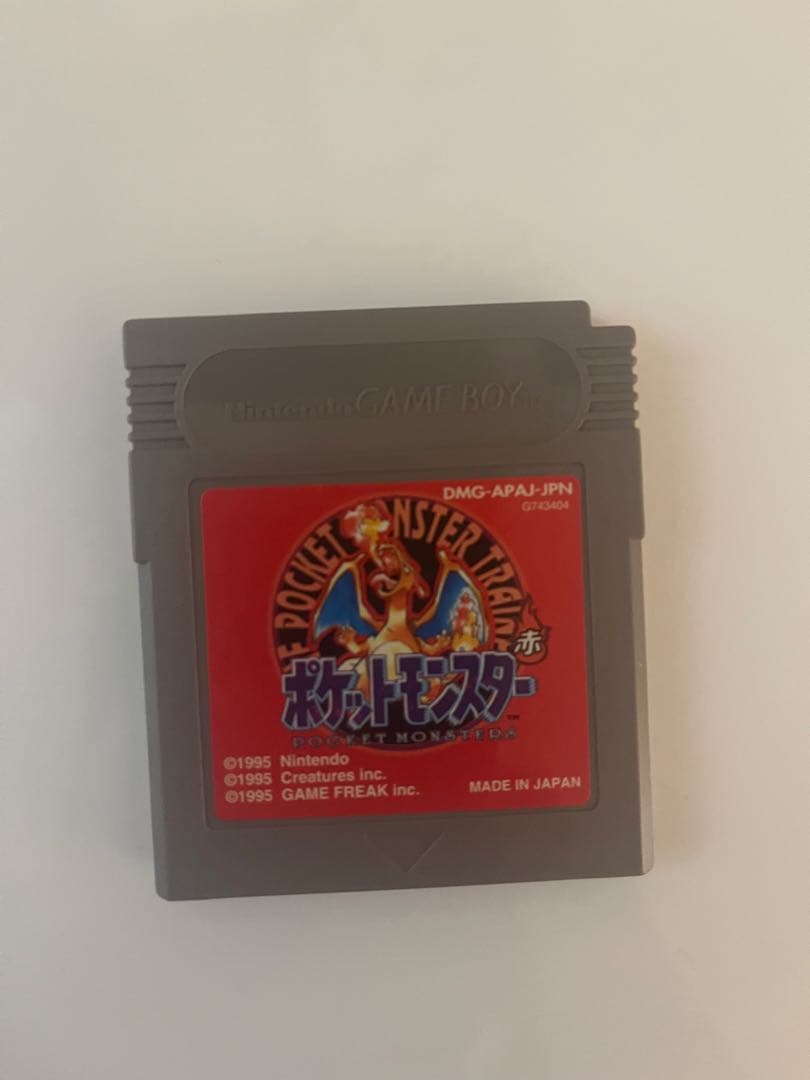 Nintendo GAME BOY
DMG-APAJ-JPN
G743404
POCKET MONSTER
赤
ポケットモンスター
TM
POCKET MONSTERS
©1995 Nintendo
©1995 Creatures inc.
©1995 GAME FREAK inc.
MADE IN JAPAN